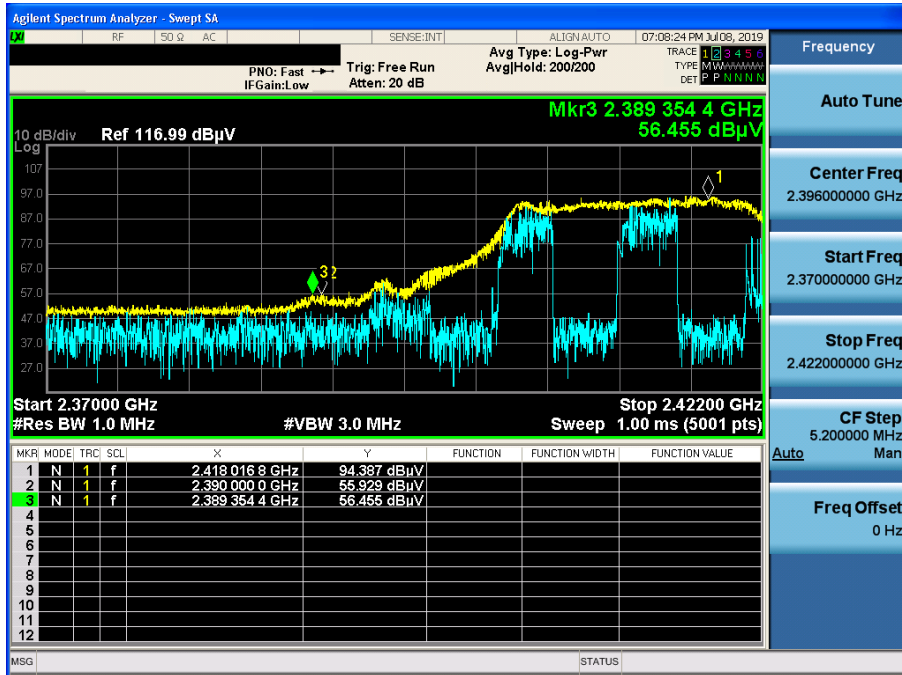 Agilent Spectrum Analyzer - Swept SA
LXI RF 50 Ω AC SENSE:INT ALIGN AUTO 07:08:24 PM Jul 08, 2019
PNO: Fast IFGain:Low
Trig: Free Run Atten: 20 dB
Avg Type: Log-Pwr Avg|Hold: 200/200
TRACE 1 2 3 4 5 6
TYPE M W W W W W
DET P P N N N N
Mkr3 2.389 354 4 GHz
56.455 dBµV
10 dB/div Ref 116.99 dBµV
Log
107
97.0
87.0
77.0
67.0
57.0
47.0
37.0
27.0
1
3 2
Start 2.37000 GHz Stop 2.42200 GHz
#Res BW 1.0 MHz #VBW 3.0 MHz Sweep 1.00 ms (5001 pts)
MKR MODE TRC SCL X Y FUNCTION FUNCTION WIDTH FUNCTION VALUE
1 N 1 f 2.418 016 8 GHz 94.387 dBµV
2 N 1 f 2.390 000 0 GHz 55.929 dBµV
3 N 1 f 2.389 354 4 GHz 56.455 dBµV
4
5
6
7
8
9
10
11
12
MSG STATUS
Frequency
Auto Tune
Center Freq
2.396000000 GHz
Start Freq
2.370000000 GHz
Stop Freq
2.422000000 GHz
CF Step
5.200000 MHz
Auto Man
Freq Offset
0 Hz